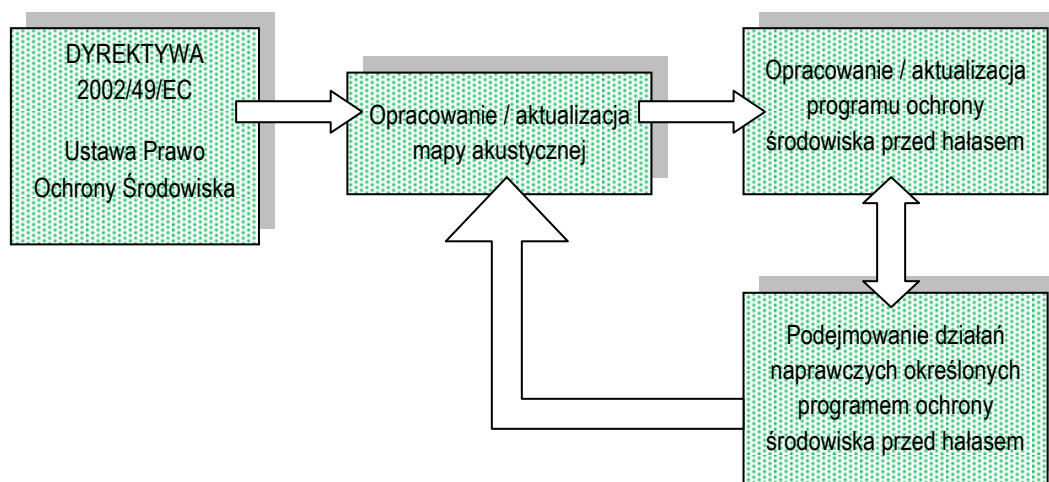 DYREKTYWA
2002/49/EC
Ustawa Prawo
Ochrony Środowiska
Opracowanie / aktualizacja
mapy akustycznej
Opracowanie / aktualizacja
programu ochrony
środowiska przed hałasem
Podejmowanie działań
naprawczych określonych
programem ochrony
środowiska przed hałasem